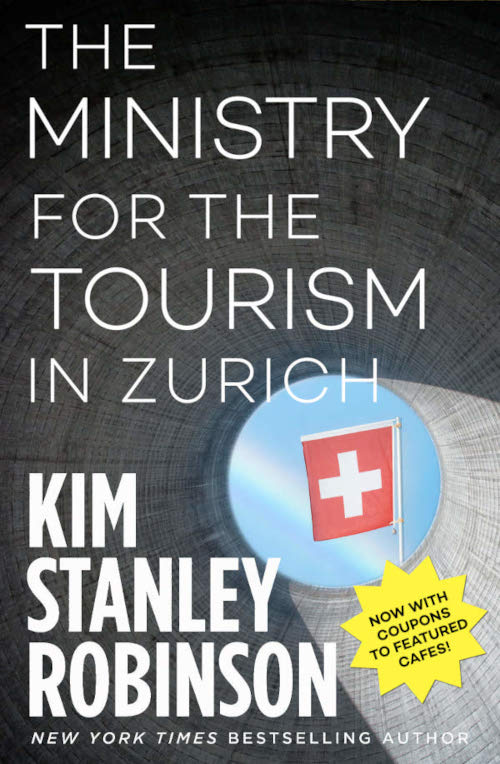 THE
MINISTRY
FOR THE
TOURISM
IN ZURICH
KIM
STANLEY
ROBINSON
NOW WITH
COUPONS
TO FEATURED
CAFES!
NEW YORK TIMES BESTSELLING AUTHOR